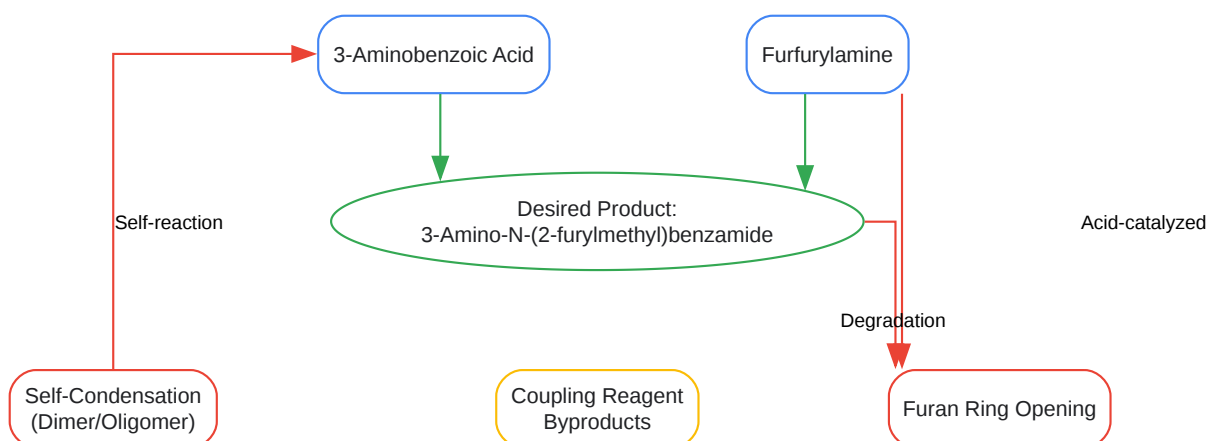 3-Aminobenzoic Acid
Furfurylamine
Desired Product:
3-Amino-N-(2-furylmethyl)benzamide
Self-reaction
Acid-catalyzed
Degradation
Self-Condensation
(Dimer/Oligomer)
Coupling Reagent
Byproducts
Furan Ring Opening